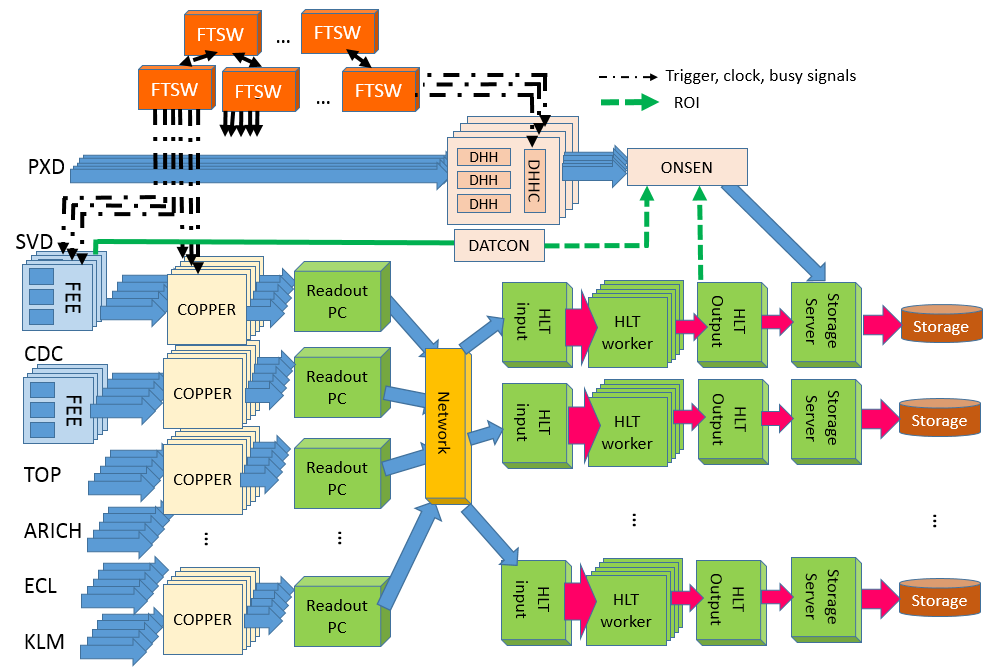 FTSW
...
FTSW
FTSW
FTSW
...
FTSW
Trigger, clock, busy signals
ROI
PXD
DHH
DHH
DHH
DHHC
ONSEN
SVD
DATCON
FEE
COPPER
Readout
PC
HLT
input
HLT
worker
HLT
Output
Storage
Server
Storage
CDC
FEE
COPPER
Readout
PC
Network
HLT
input
HLT
worker
HLT
Output
Storage
Server
Storage
TOP
COPPER
Readout
PC
ARICH
...
...
...
...
ECL
COPPER
Readout
PC
HLT
input
HLT
worker
HLT
Output
Storage
Server
Storage
KLM